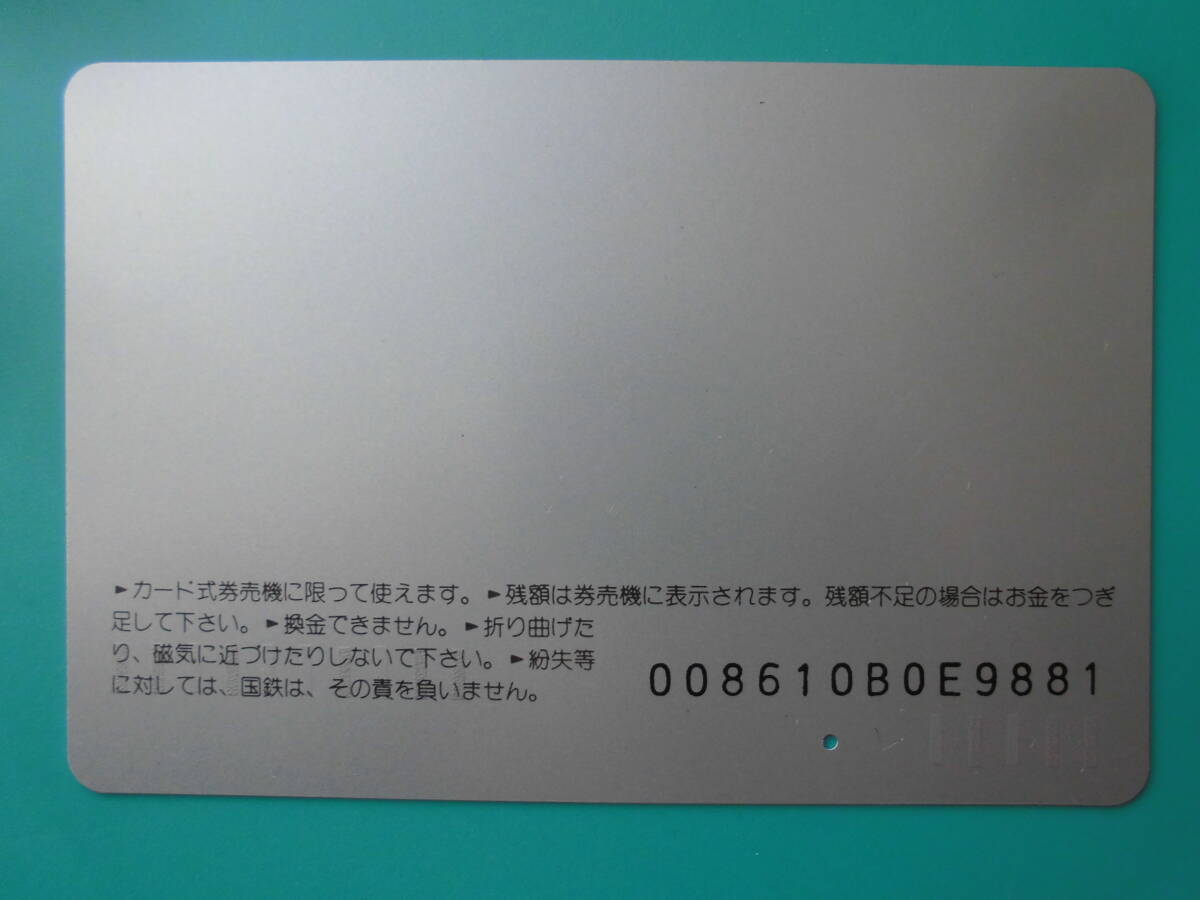 ►カード式券売機に限って使えます。►残額は券売機に表示されます。残額不足の場合はお金をつぎ
足して下さい。►換金できません。►折り曲げた
り、磁気に近づけたりしないで下さい。►紛失等
に対しては、国鉄は、その責を負いません。
008610B0E9881